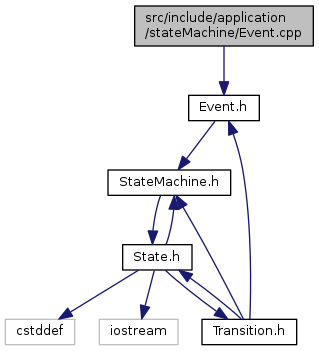 src/include/application
/stateMachine/Event.cpp
Event.h
StateMachine.h
State.h
cstddef
iostream
Transition.h